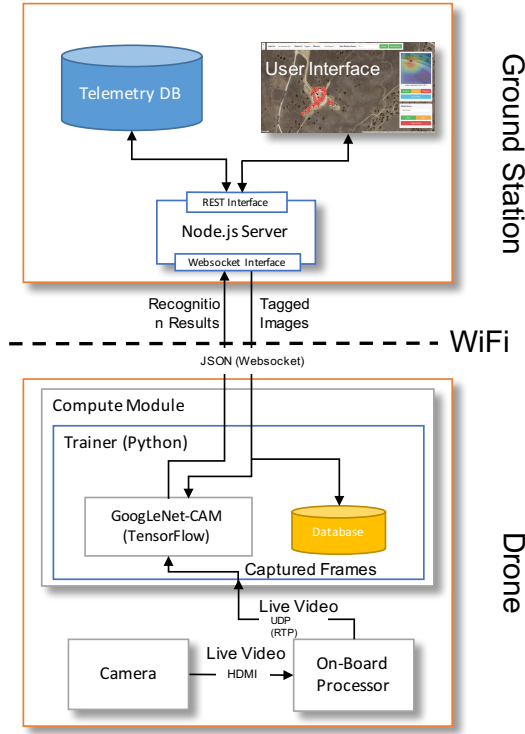 Ground Station
Telemetry DB
User Interface
REST Interface
Node.js Server
Websocket Interface
Recognitio
n Results
Tagged
Images
WiFi
JSON (Websocket)
Drone
Compute Module
Trainer (Python)
GoogLeNet-CAM
(TensorFlow)
Database
Captured Frames
Live Video
UDP
(RTP)
Live Video
HDMI
Camera
On-Board
Processor